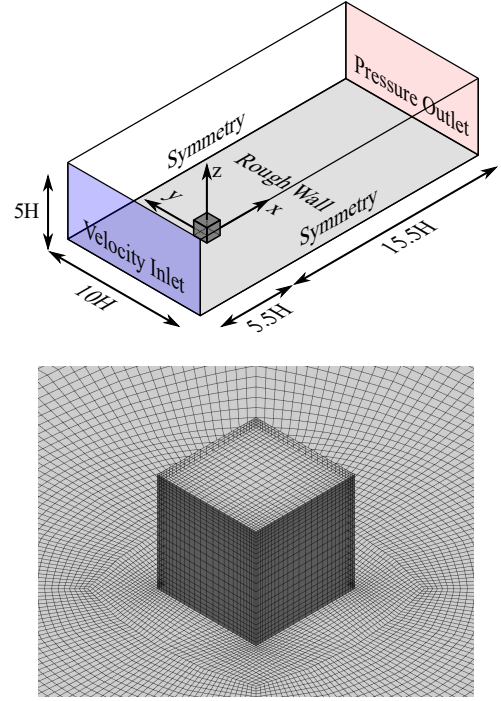 Pressure Outlet
Symmetry
z
Rough Wall
y
x
5H
Symmetry
Velocity Inlet
15.5H
10H
5.5H